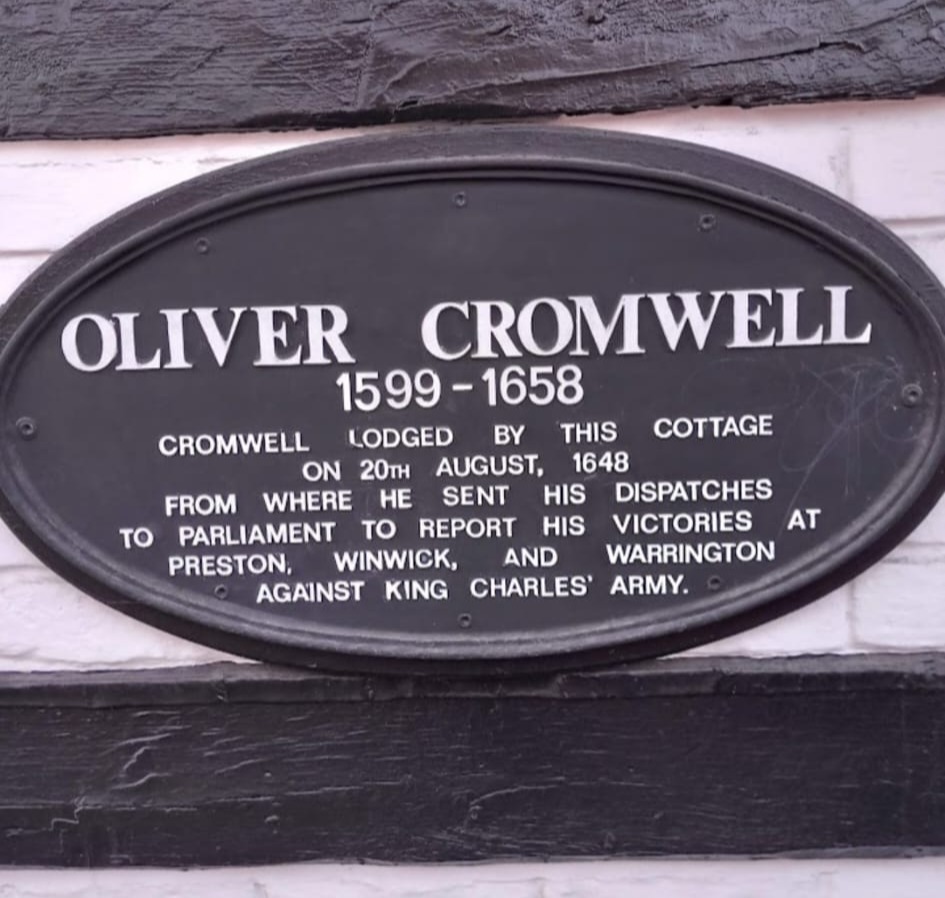 OLIVER CROMWELL
1599-1658
CROMWELL LODGED BY THIS COTTAGE
ON 20TH AUGUST, 1648
FROM WHERE HE SENT HIS DISPATCHES
TO PARLIAMENT TO REPORT HIS VICTORIES AT
PRESTON, WINWICK, AND WARRINGTON
AGAINST KING CHARLES' ARMY.